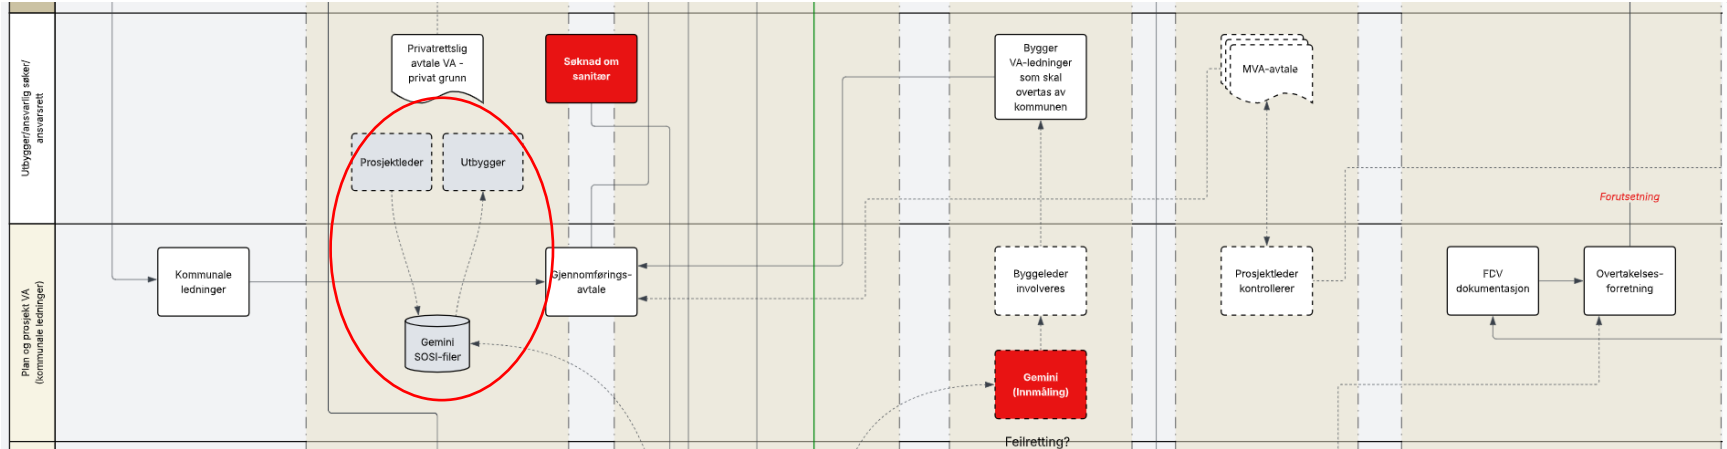 Utbygger/ansvarlig søker/
ansvarsrett
Privatrettslig
avtale VA -
privat grunn
Søknad om
sanitær
Bygger
VA-ledninger
som skal
overtas av
kommunen
MVA-avtale
Prosjektleder
Utbygger
Forutsetning
Plan og prosjekt VA
(kommunale ledninger)
Kommunale
ledninger
Gjennomførings-
avtale
Byggeleder
involveres
Prosjektleder
kontrollerer
FDV
dokumentasjon
Overtakelses-
forretning
Gemini
SOSI-filer
Gemini
(Innmåling)
Feilretting?